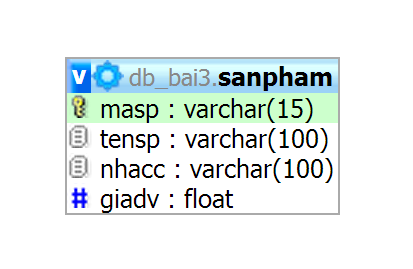 v db_bai3.sanpham
masp : varchar(15)
tensp : varchar(100)
nhacc : varchar(100)
# giadv : float